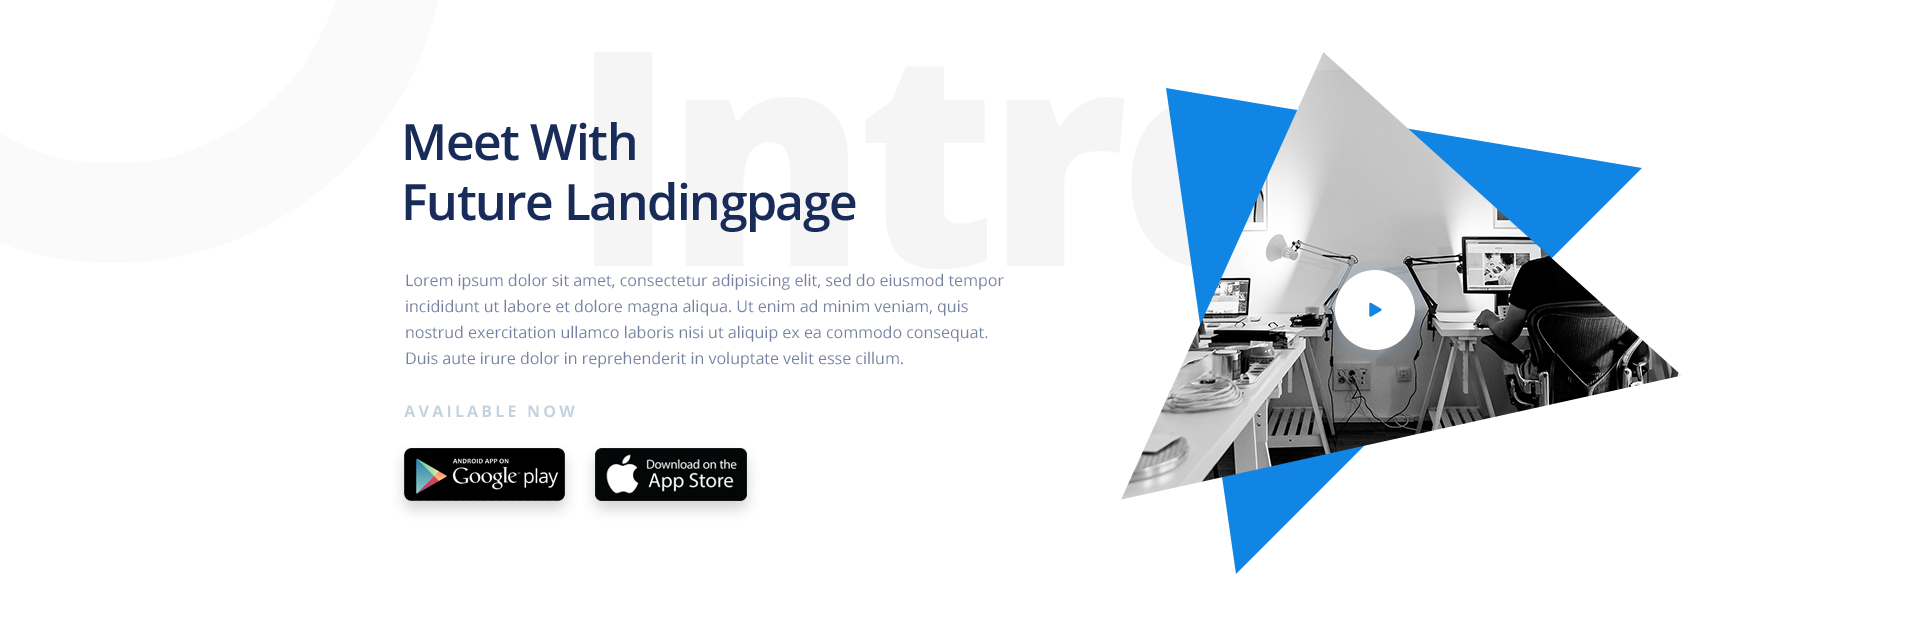 Intro
Meet With
Future Landingpage
Lorem ipsum dolor sit amet, consectetur adipisicing elit, sed do eiusmod tempor
incididunt ut labore et dolore magna aliqua. Ut enim ad minim veniam, quis
nostrud exercitation ullamco laboris nisi ut aliquip ex ea commodo consequat.
Duis aute irure dolor in reprehenderit in voluptate velit esse cillum.
AVAILABLE NOW
ANDROID APP ON
Google play
Download on the
App Store